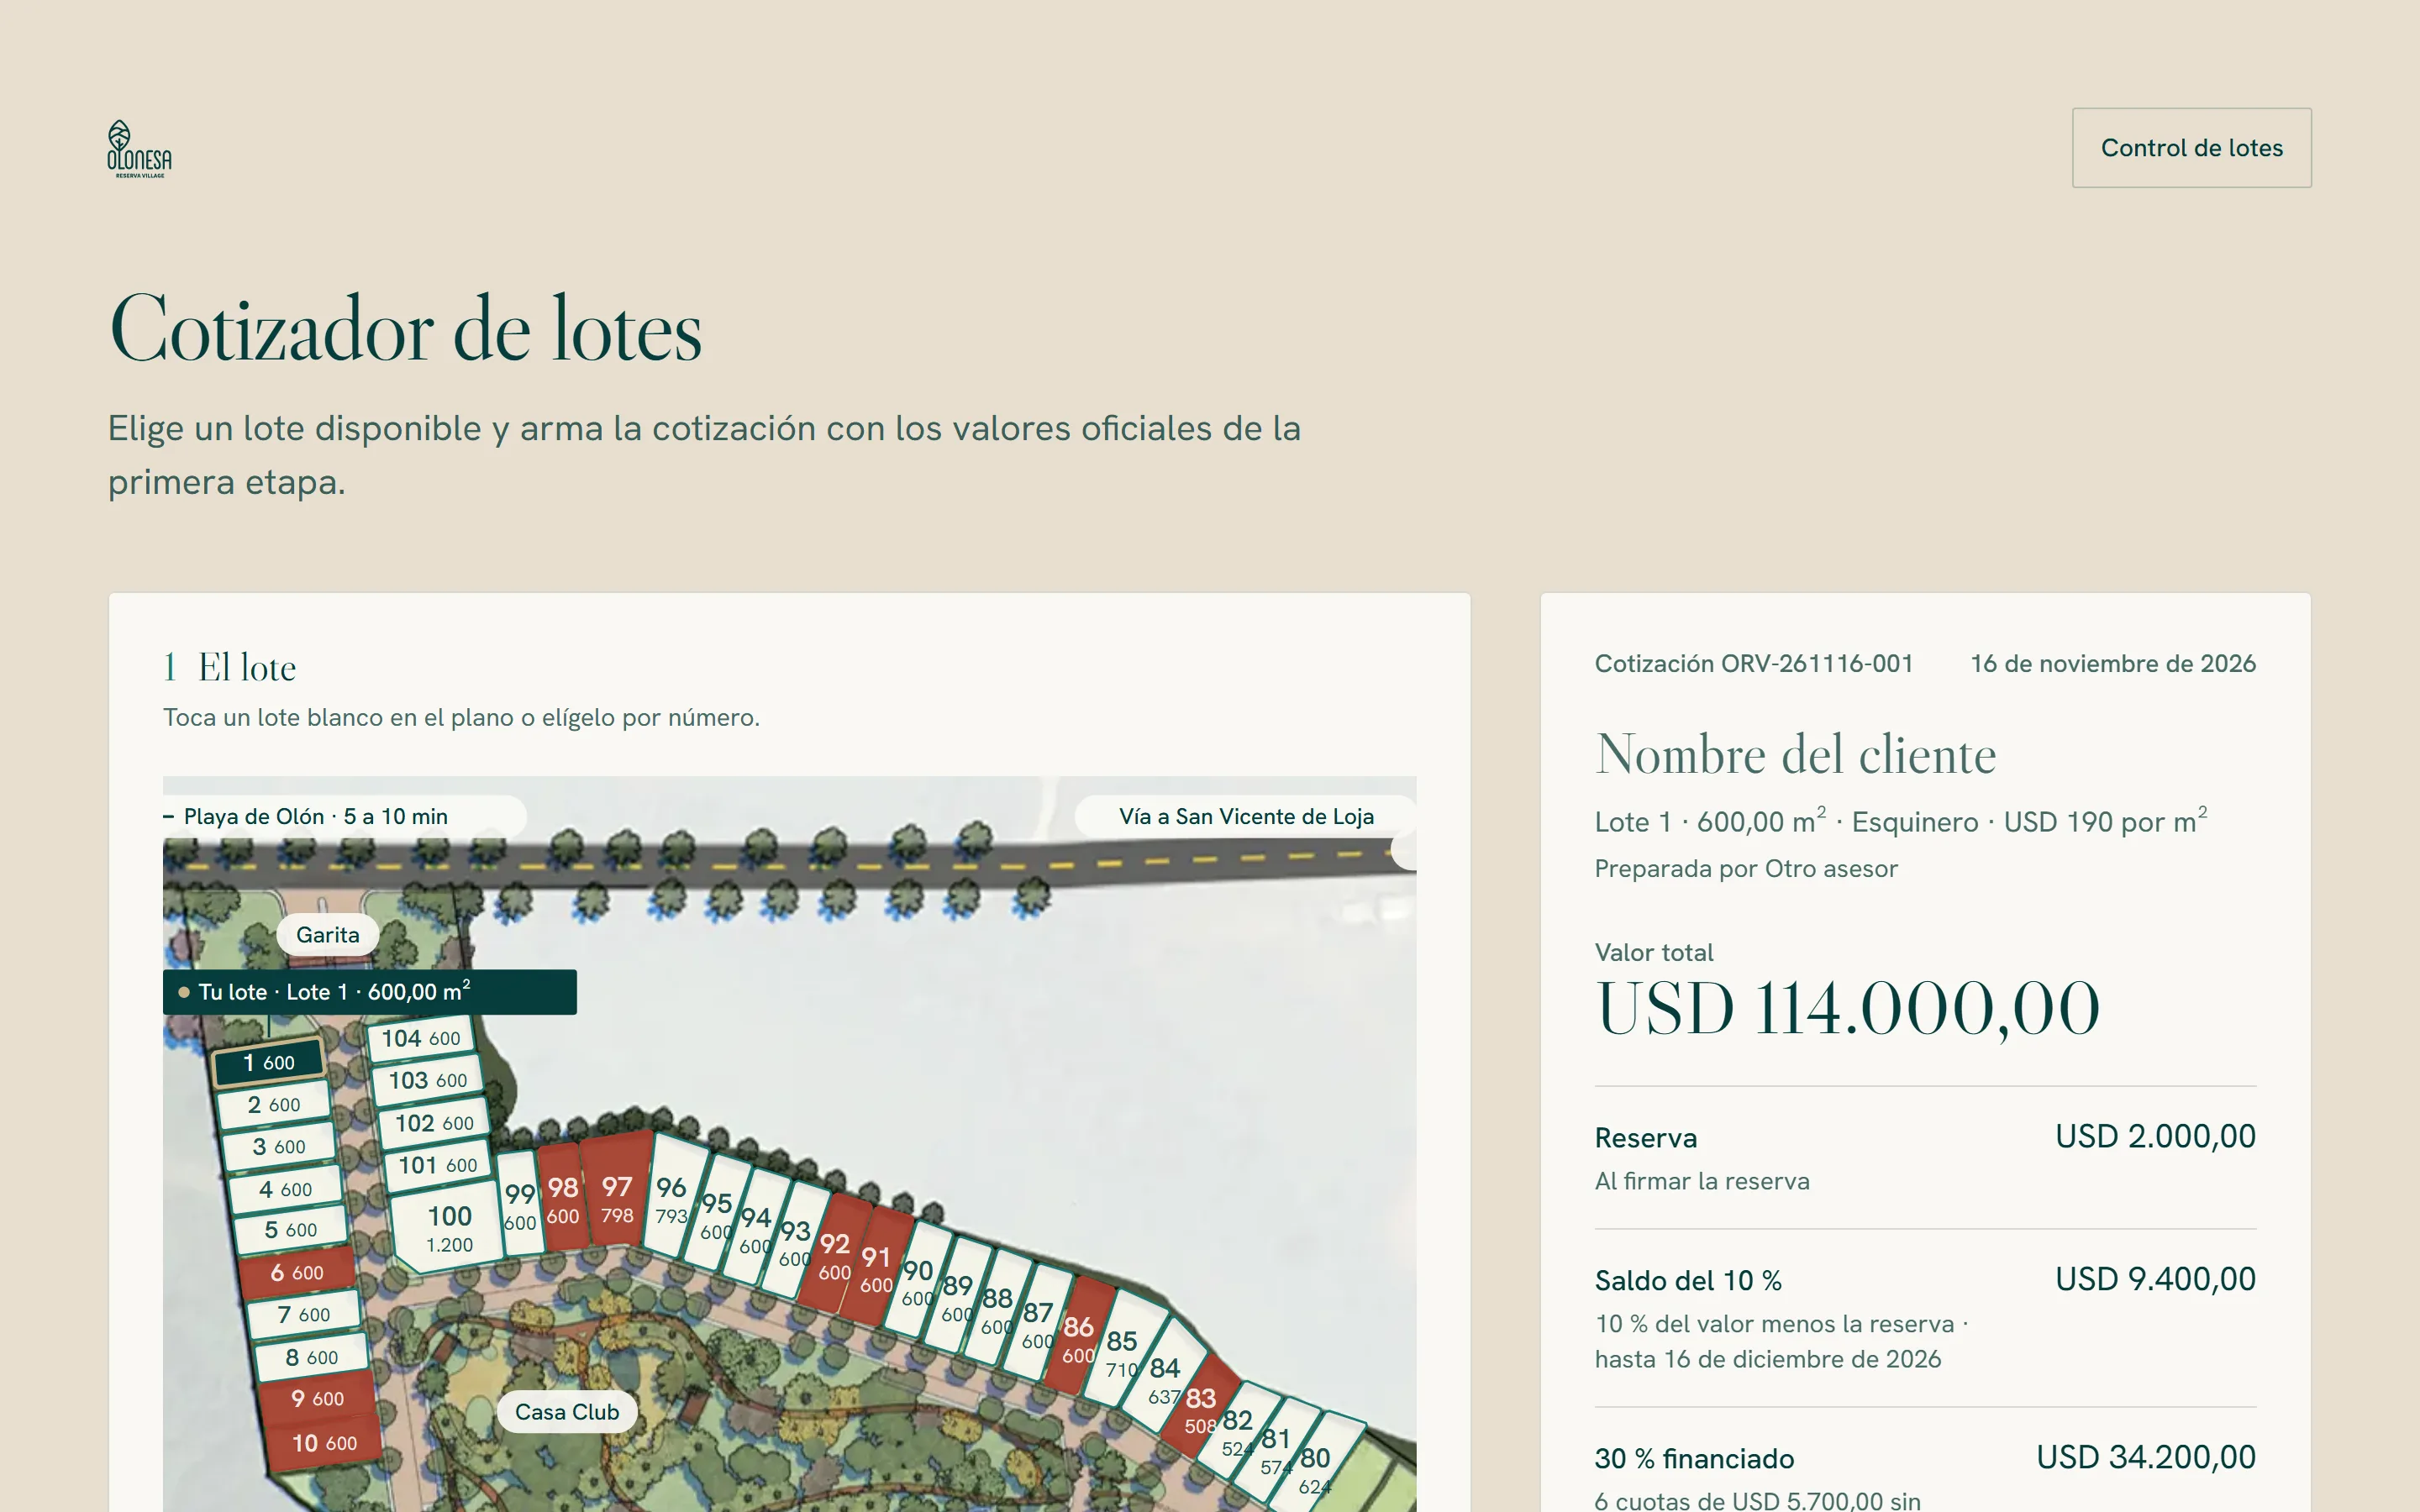 OLONESA
RESERVA VILLAGE
Control de lotes
Cotizador de lotes
Elige un lote disponible y arma la cotización con los valores oficiales de la
primera etapa.
1 El lote
Toca un lote blanco en el plano o elígelo por número.
– Playa de Olón · 5 a 10 min
Vía a San Vicente de Loja
Garita
Tu lote · Lote 1 · 600,00 m²
1 600
2 600
3 600
4 600
5 600
6 600
7 600
8 600
9 600
10 600
104 600
103 600
102 600
101 600
100
1.200
99
600
98
600
97
798
96
793
95
600
94
600
93
600
92
600
91
600
90
600
89
600
88
600
87
600
86
600
85
710
84
637
83
508
82
524
81
574
80
624
Casa Club
Cotización ORV-261116-001
16 de noviembre de 2026
Nombre del cliente
Lote 1 · 600,00 m² · Esquinero · USD 190 por m²
Preparada por Otro asesor
Valor total
USD 114.000,00
Reserva
USD 2.000,00
Al firmar la reserva
Saldo del 10 %
USD 9.400,00
10 % del valor menos la reserva ·
hasta 16 de diciembre de 2026
30 % financiado
USD 34.200,00
6 cuotas de USD 5.700,00 sin